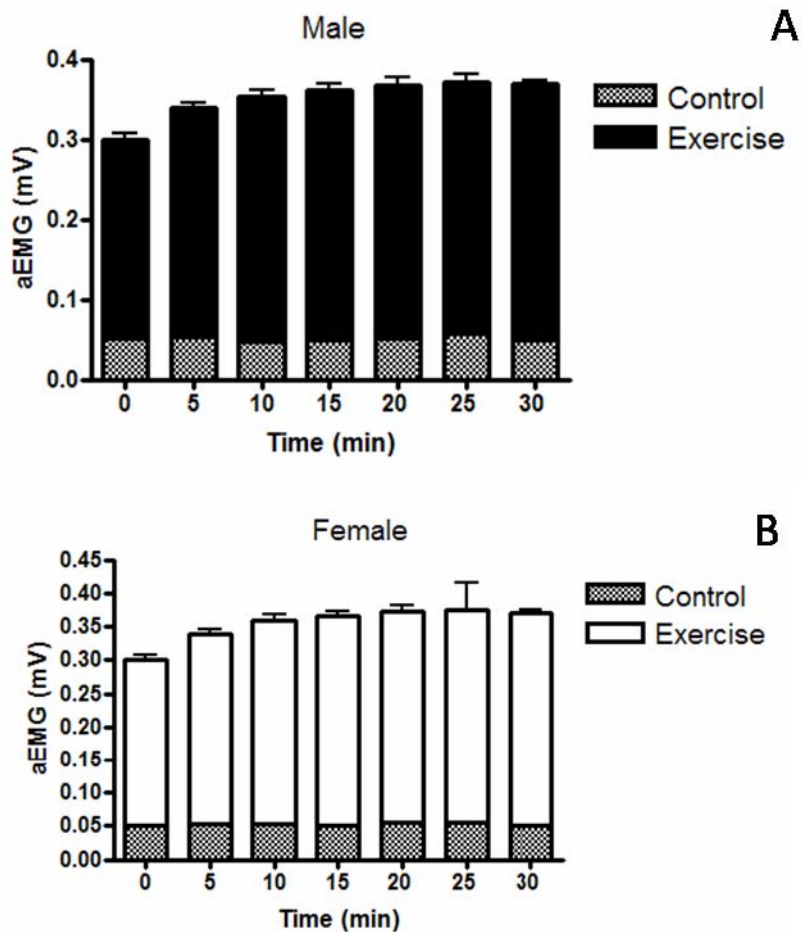 A
Male
0.4
0.3
0.2
0.1
0.0
aEMG (mV)
Control
Exercise
0 5 10 15 20 25 30
Time (min)
B
Female
0.45
0.40
0.35
0.30
0.25
0.20
0.15
0.10
0.05
0.00
aEMG (mV)
Control
Exercise
0 5 10 15 20 25 30
Time (min)